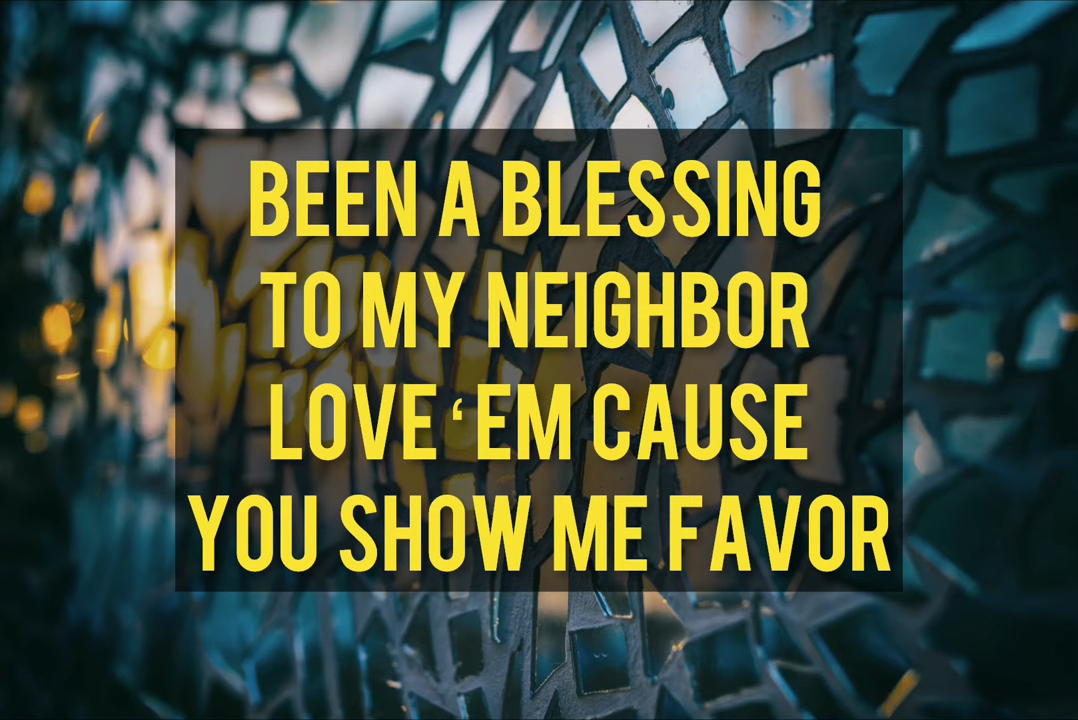 BEEN A BLESSING
TO MY NEIGHBOR
LOVE ‘EM CAUSE
YOU SHOW ME FAVOR